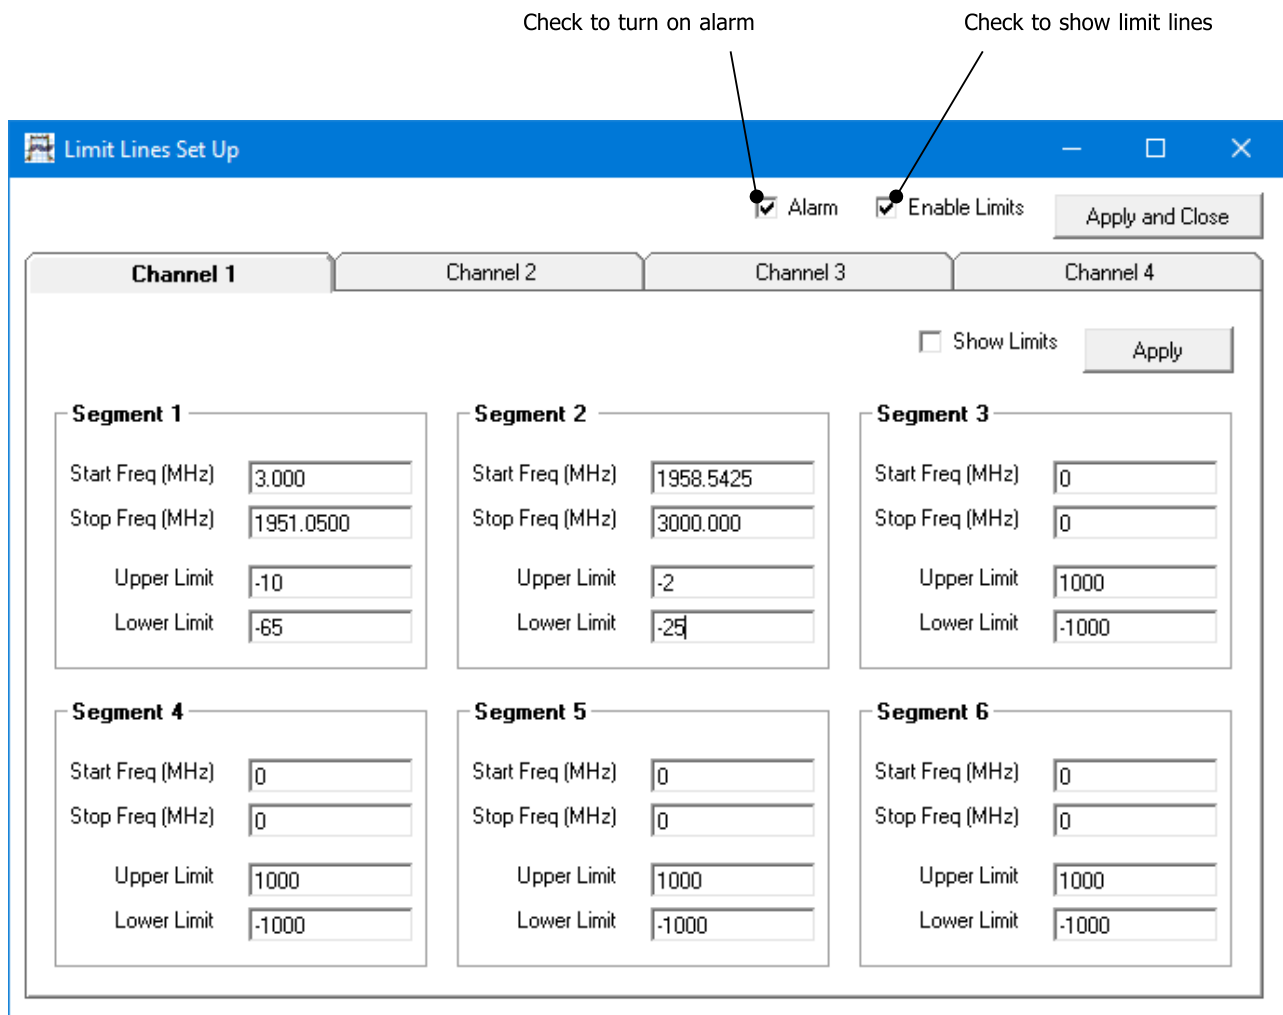 Check to turn on alarm Check to show limit lines
Limit Lines Set Up
Alarm Enable Limits Apply and Close
Channel 1 Channel 2 Channel 3 Channel 4
Show Limits Apply
Segment 1 Segment 2 Segment 3
Start Freq (MHz) 3.000 Start Freq (MHz) 1958.5425 Start Freq (MHz) 0
Stop Freq (MHz) 1951.0500 Stop Freq (MHz) 3000.000 Stop Freq (MHz) 0
Upper Limit -10 Upper Limit -2 Upper Limit 1000
Lower Limit -65 Lower Limit -25 Lower Limit -1000
Segment 4 Segment 5 Segment 6
Start Freq (MHz) 0 Start Freq (MHz) 0 Start Freq (MHz) 0
Stop Freq (MHz) 0 Stop Freq (MHz) 0 Stop Freq (MHz) 0
Upper Limit 1000 Upper Limit 1000 Upper Limit 1000
Lower Limit -1000 Lower Limit -1000 Lower Limit -1000